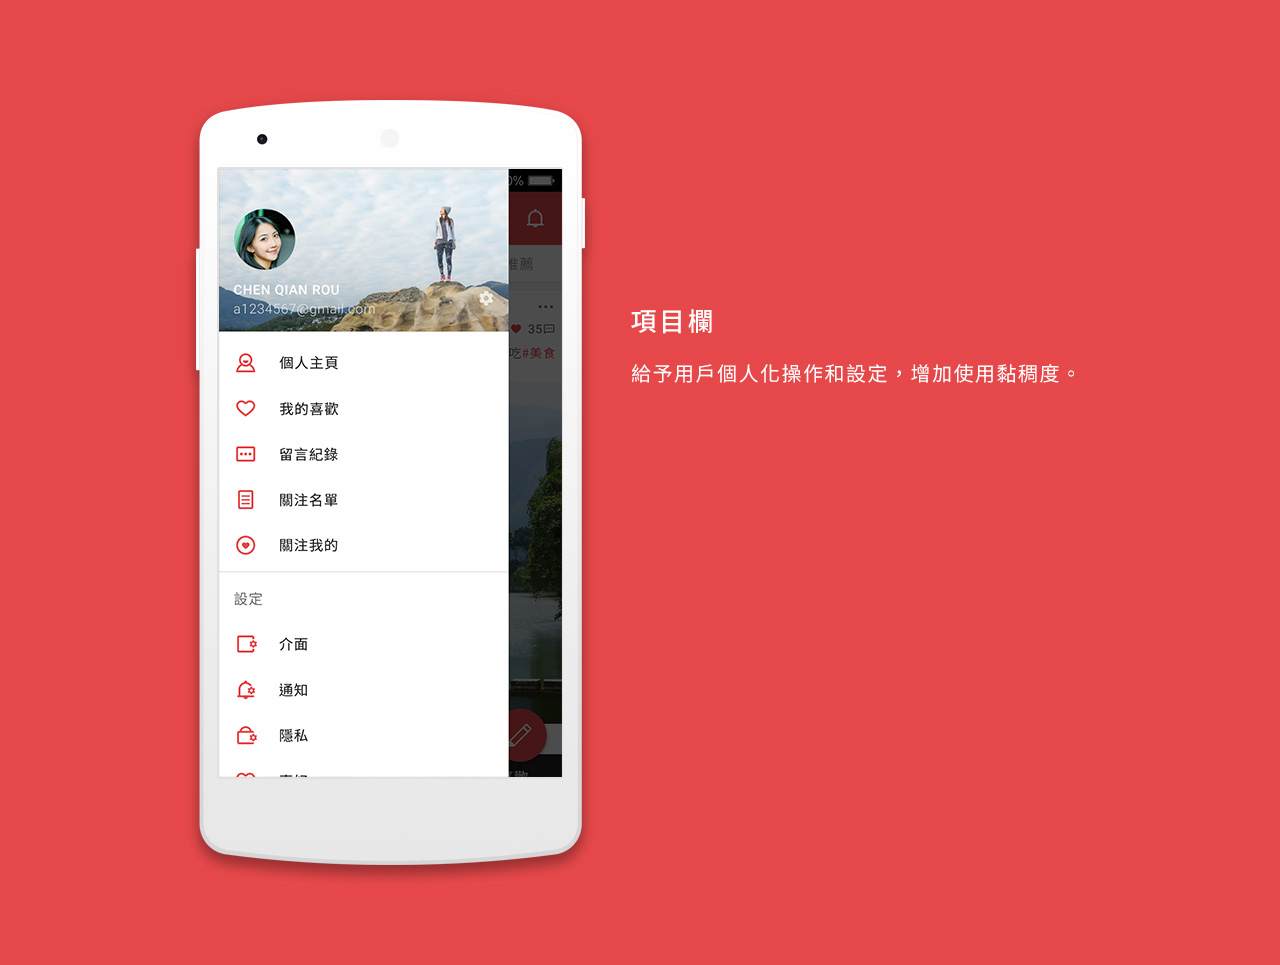 0%
推薦
CHEN QIAN ROU
a1234567@gmail.com
35
吃#美食
個人主頁
我的喜歡
留言紀錄
關注名單
關注我的
設定
介面
通知
隱私
項目欄
給予用戶個人化操作和設定，增加使用黏稠度。